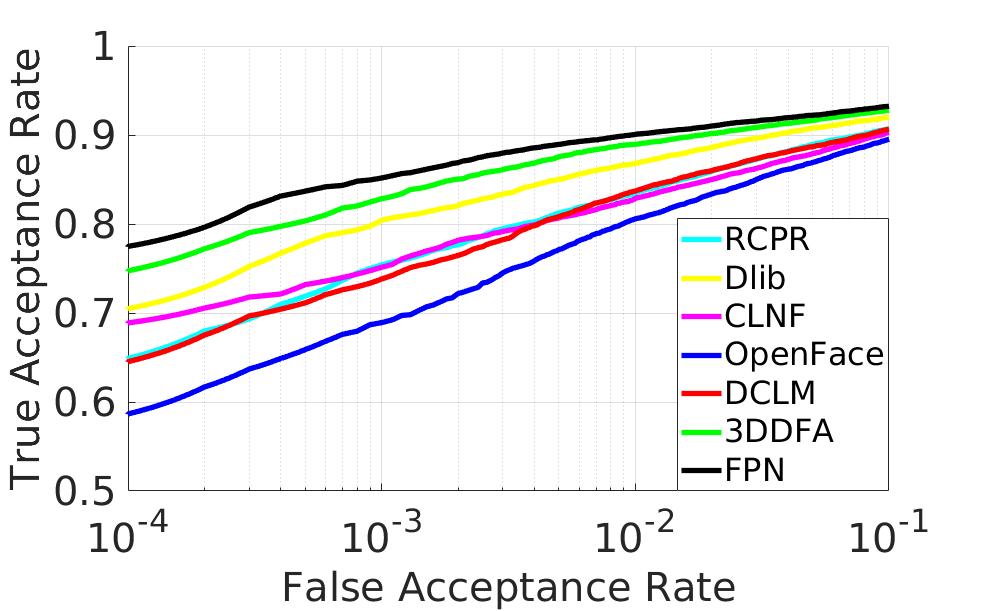 True Acceptance Rate
1
0.9
0.8
0.7
0.6
0.5
10-4
10-3
10-2
10-1
False Acceptance Rate
RCPR
Dlib
CLNF
OpenFace
DCLM
3DDFA
FPN